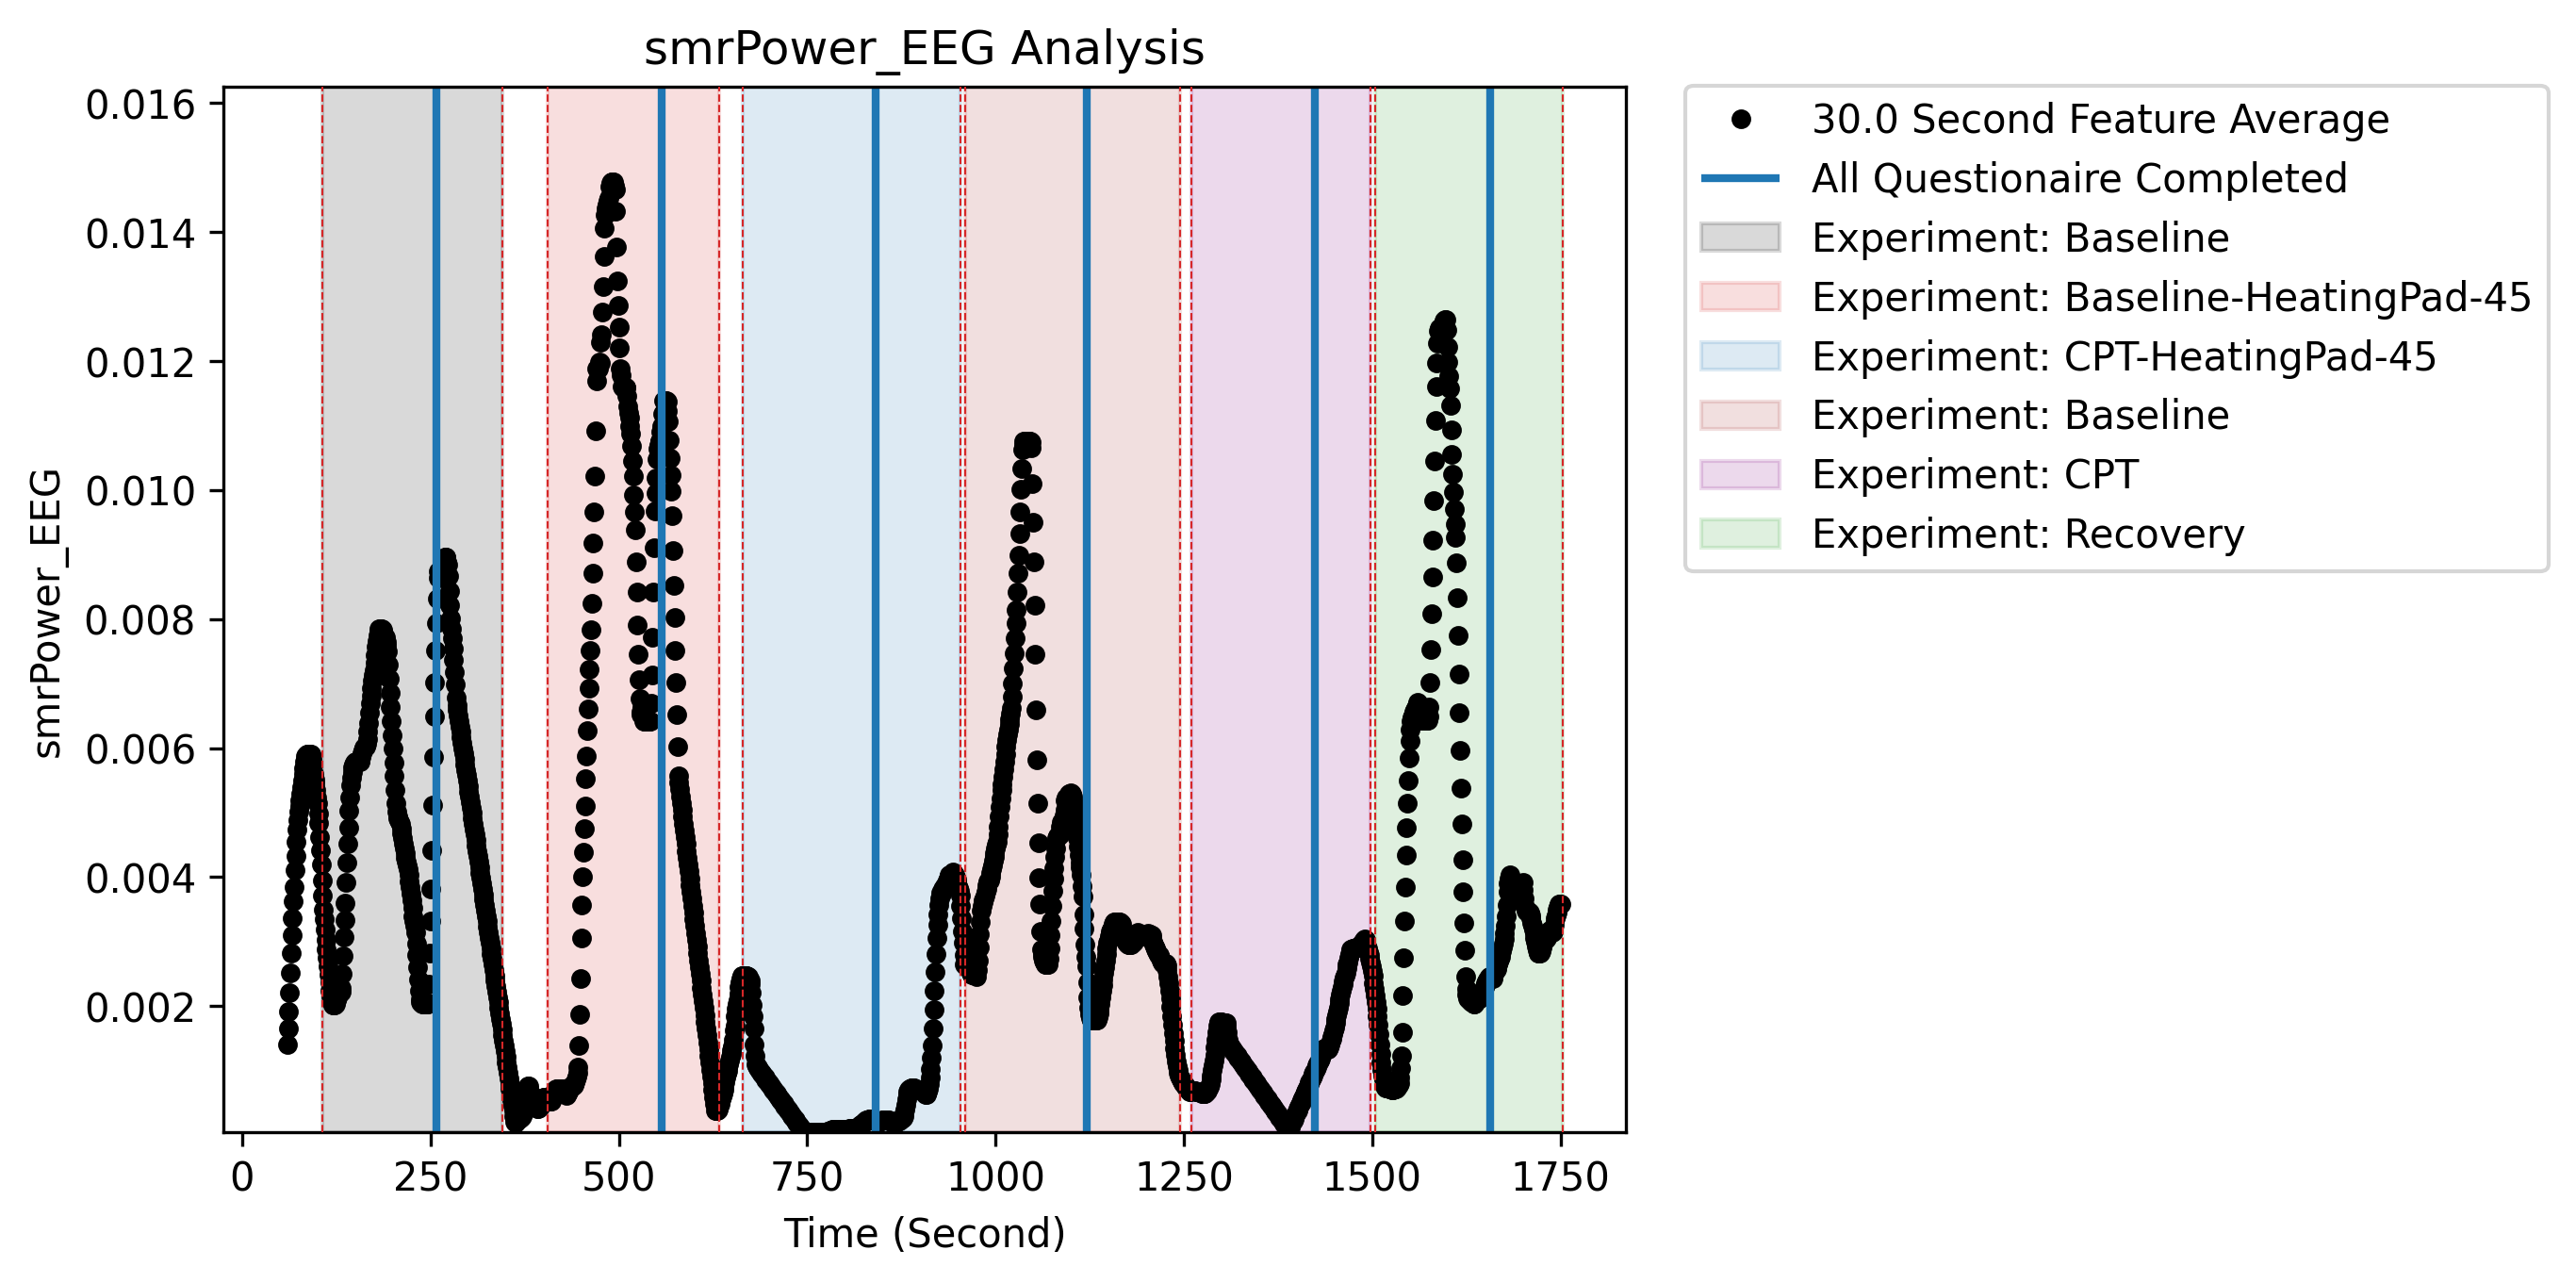 smrPower_EEG Analysis
0.016
0.014
0.012
0.010
0.008
0.006
0.004
0.002
smrPower_EEG
0
250
500
750
1000
1250
1500
1750
Time (Second)
30.0 Second Feature Average
All Questionaire Completed
Experiment: Baseline
Experiment: Baseline-HeatingPad-45
Experiment: CPT-HeatingPad-45
Experiment: Baseline
Experiment: CPT
Experiment: Recovery